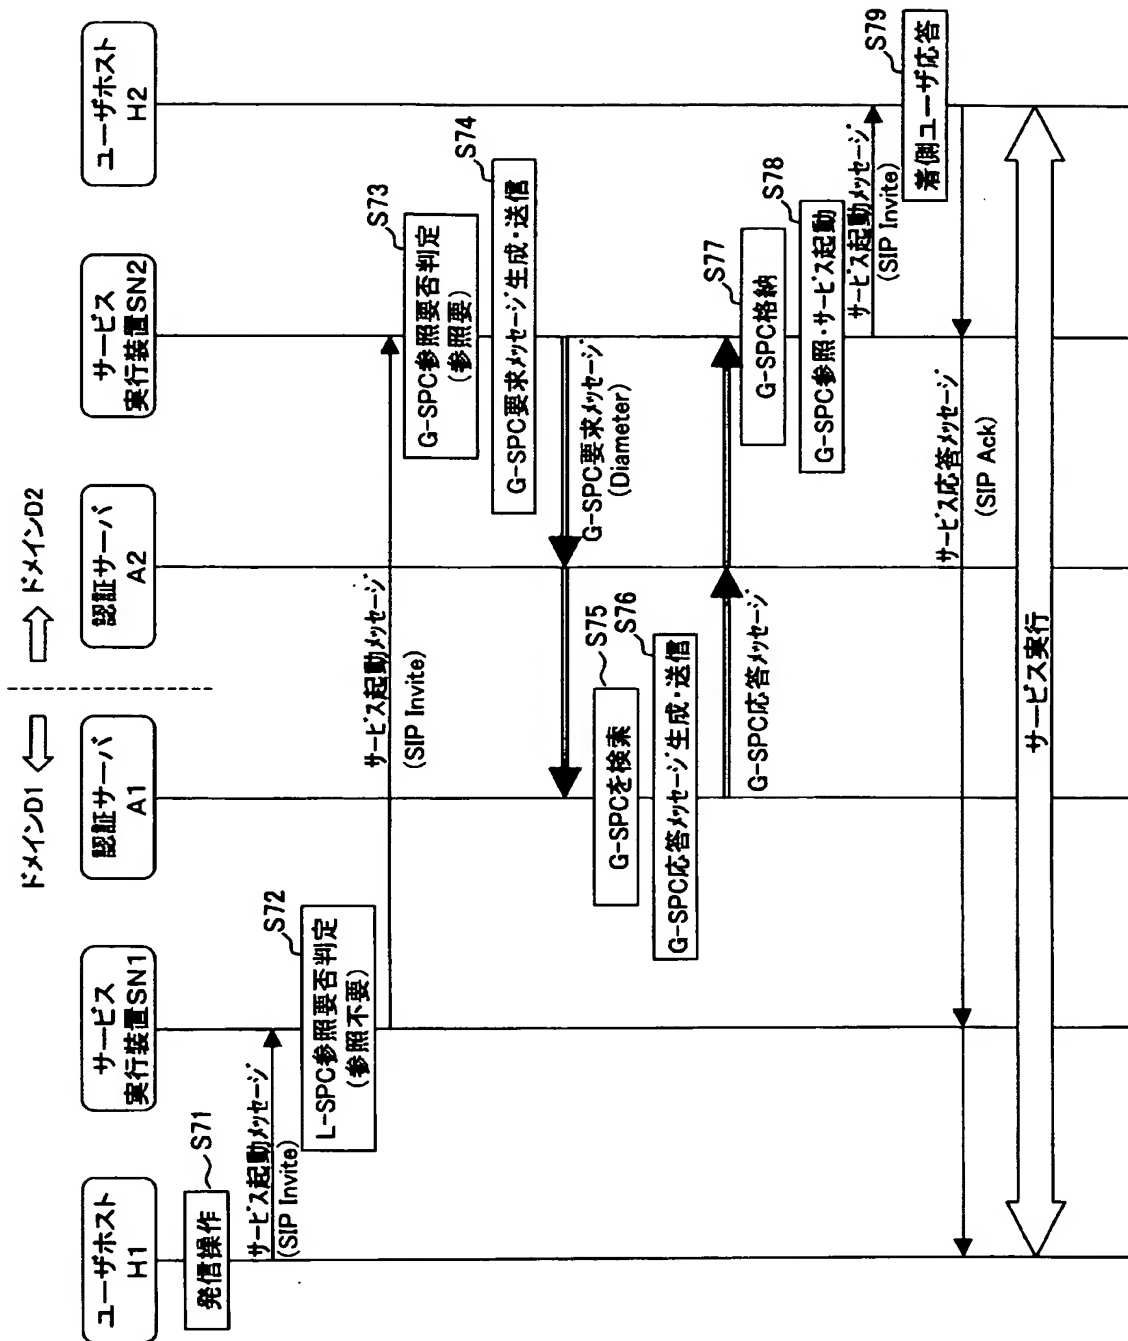 ドメインD1
ドメインD2
ユーザホスト
H1
サービス
実行装置SN1
認証サーバ
A1
認証サーバ
A2
サービス
実行装置SN2
ユーザホスト
H2
発信操作
S71
サービス起動メッセージ
(SIP Invite)
S72
L-SPC参照要否判定
(参照不要)
サービス起動メッセージ
(SIP Invite)
S73
G-SPC参照要否判定
(参照要)
S74
G-SPC要求メッセージ生成・送信
G-SPC要求メッセージ
(Diameter)
S75
G-SPCを検索
S76
G-SPC応答メッセージ生成・送信
G-SPC応答メッセージ
S77
G-SPC格納
S78
G-SPC参照・サービス起動
サービス起動メッセージ
(SIP Invite)
S79
着側ユーザ応答
サービス応答メッセージ
(SIP Ack)
サービス実行